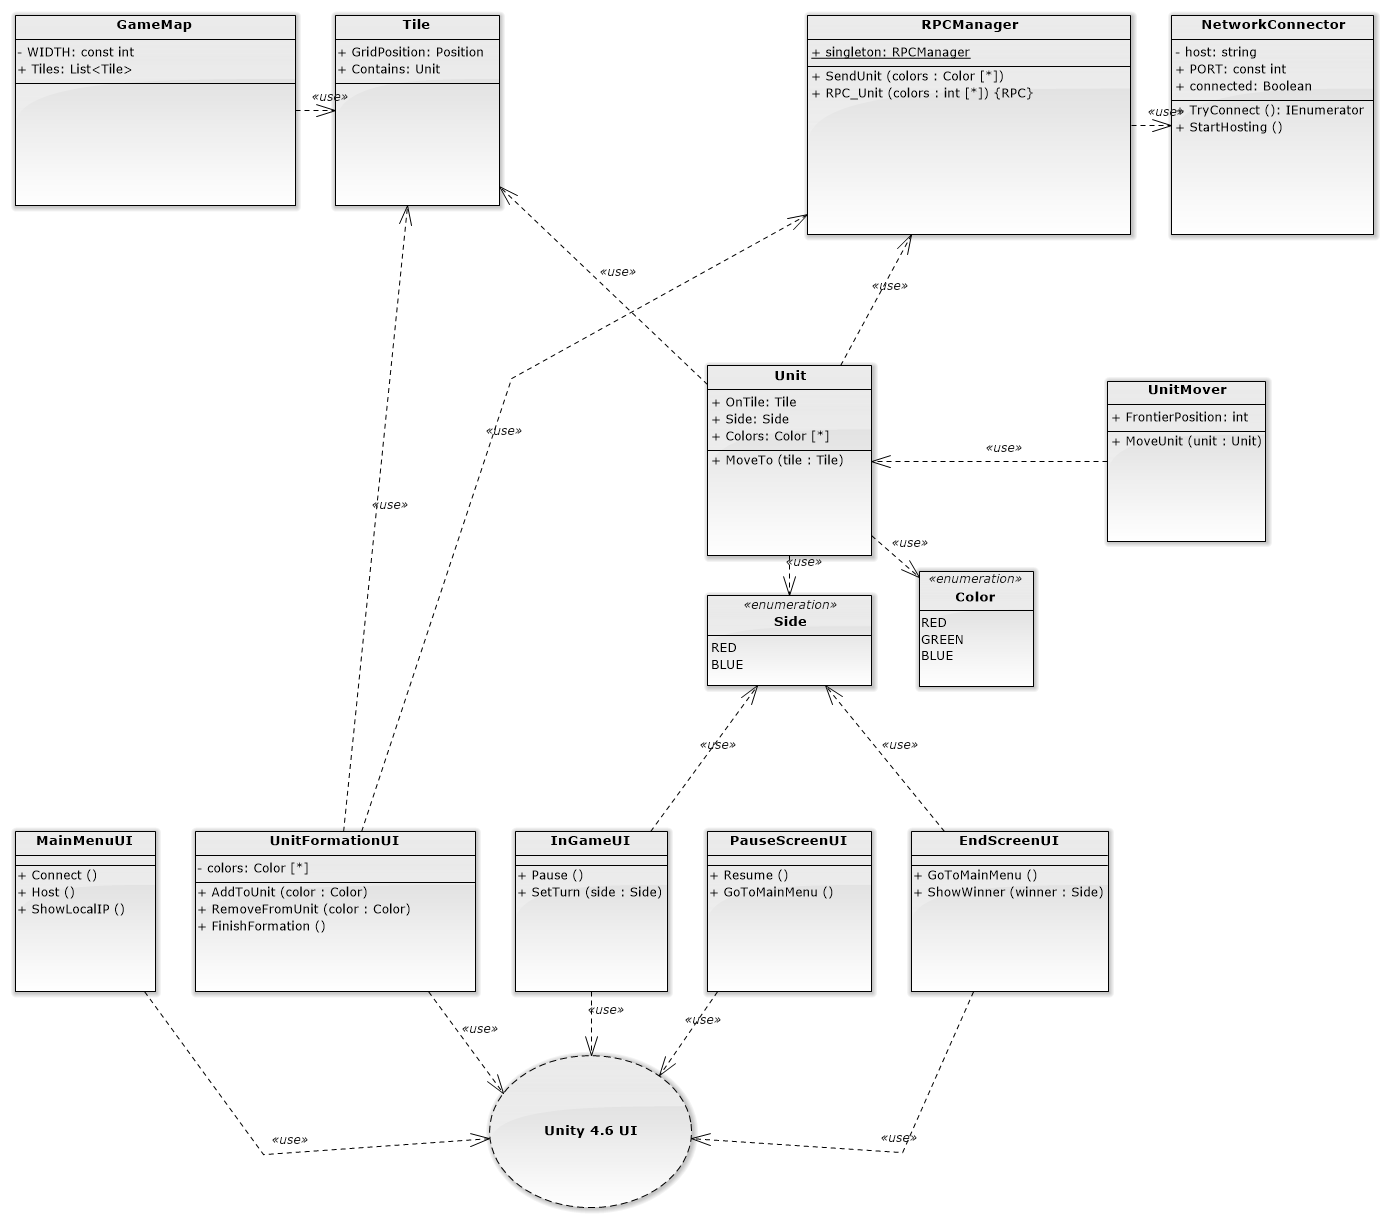 GameMap
- WIDTH: const int
+ Tiles: List<Tile>
«use»
Tile
+ GridPosition: Position
+ Contains: Unit
RPCManager
+ singleton: RPCManager
+ SendUnit (colors : Color [*])
+ RPC_Unit (colors : int [*]) {RPC}
«use»
NetworkConnector
- host: string
+ PORT: const int
+ connected: Boolean
+ TryConnect (): IEnumerator
+ StartHosting ()
«use»
«use»
«use»
«use»
Unit
+ OnTile: Tile
+ Side: Side
+ Colors: Color [*]
+ MoveTo (tile : Tile)
«use»
UnitMover
+ FrontierPosition: int
+ MoveUnit (unit : Unit)
«use»
«use»
«enumeration»
Side
RED
BLUE
«enumeration»
Color
RED
GREEN
BLUE
«use»
«use»
MainMenuUI
+ Connect ()
+ Host ()
+ ShowLocalIP ()
UnitFormationUI
- colors: Color [*]
+ AddToUnit (color : Color)
+ RemoveFromUnit (color : Color)
+ FinishFormation ()
InGameUI
+ Pause ()
+ SetTurn (side : Side)
PauseScreenUI
+ Resume ()
+ GoToMainMenu ()
EndScreenUI
+ GoToMainMenu ()
+ ShowWinner (winner : Side)
«use»
«use»
«use»
«use»
«use»
Unity 4.6 UI